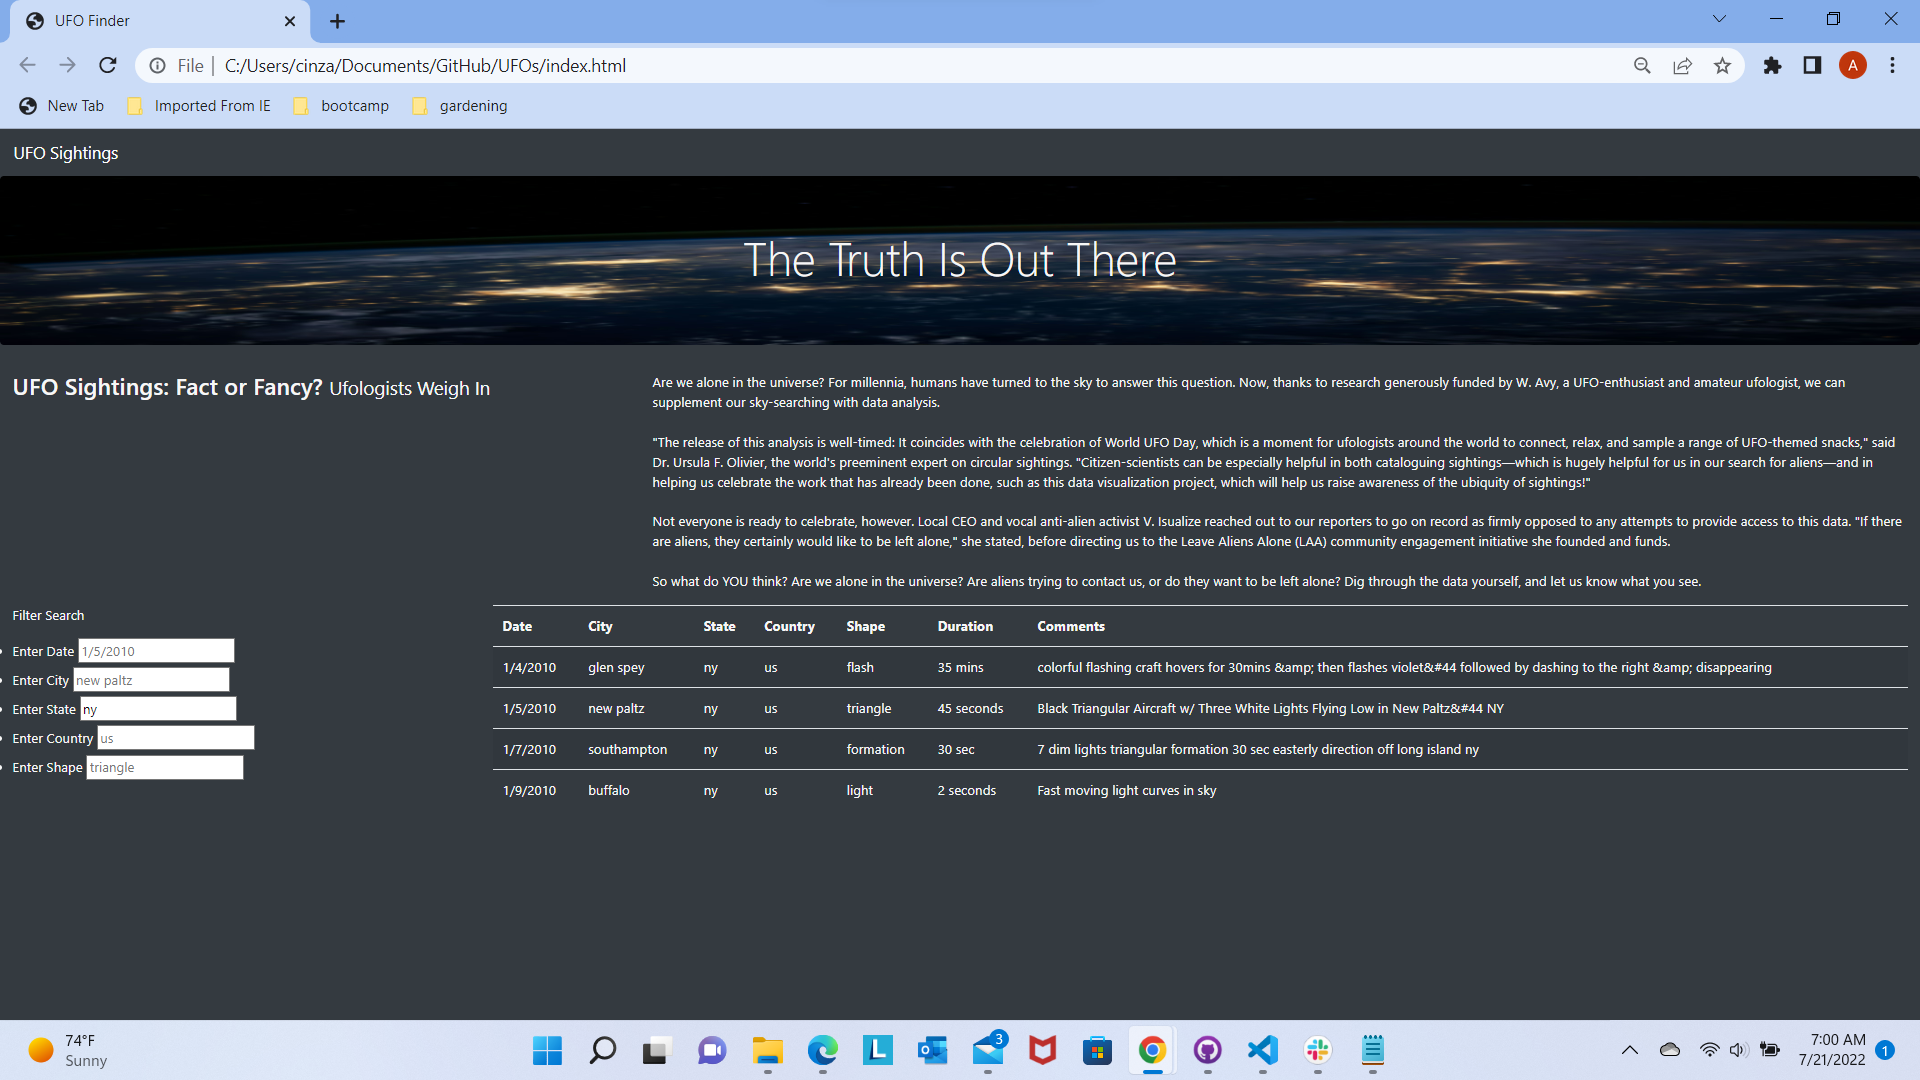 UFO Finder
File | C:/Users/cinza/Documents/GitHub/UFOs/index.html
A
New Tab Imported From IE bootcamp gardening
UFO Sightings
The Truth Is Out There
UFO Sightings: Fact or Fancy? Ufologists Weigh In
Are we alone in the universe? For millennia, humans have turned to the sky to answer this question. Now, thanks to research generously funded by W. Avy, a UFO-enthusiast and amateur ufologist, we can
supplement our sky-searching with data analysis.
"The release of this analysis is well-timed: It coincides with the celebration of World UFO Day, which is a moment for ufologists around the world to connect, relax, and sample a range of UFO-themed snacks," said
Dr. Ursula F. Olivier, the world's preeminent expert on circular sightings. "Citizen-scientists can be especially helpful in both cataloguing sightings—which is hugely helpful for us in our search for aliens—and in
helping us celebrate the work that has already been done, such as this data visualization project, which will help us raise awareness of the ubiquity of sightings!"
Not everyone is ready to celebrate, however. Local CEO and vocal anti-alien activist V. Isualize reached out to our reporters to go on record as firmly opposed to any attempts to provide access to this data. "If there
are aliens, they certainly would like to be left alone," she stated, before directing us to the Leave Aliens Alone (LAA) community engagement initiative she founded and funds.
So what do YOU think? Are we alone in the universe? Are aliens trying to contact us, or do they want to be left alone? Dig through the data yourself, and let us know what you see.
Filter Search
Enter Date 1/5/2010
Enter City new paltz
Enter State ny
Enter Country us
Enter Shape triangle
Date City State Country Shape Duration Comments
1/4/2010 glen spey ny us flash 35 mins colorful flashing craft hovers for 30mins &amp; then flashes violet&#44 followed by dashing to the right &amp; disappearing
1/5/2010 new paltz ny us triangle 45 seconds Black Triangular Aircraft w/ Three White Lights Flying Low in New Paltz&#44 NY
1/7/2010 southampton ny us formation 30 sec 7 dim lights triangular formation 30 sec easterly direction off long island ny
1/9/2010 buffalo ny us light 2 seconds Fast moving light curves in sky
74°F
Sunny
L
3
7:00 AM
7/21/2022
1